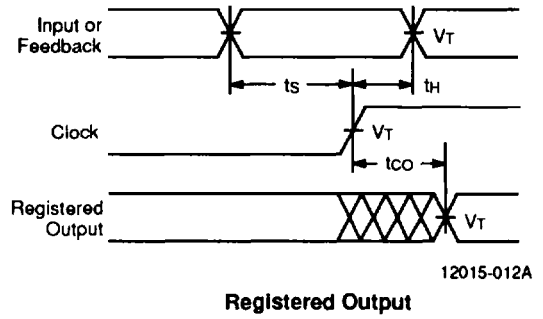 Input or
Feedback
VT
tS
tH
Clock
VT
tCO
Registered
Output
VT
12015-012A
Registered Output